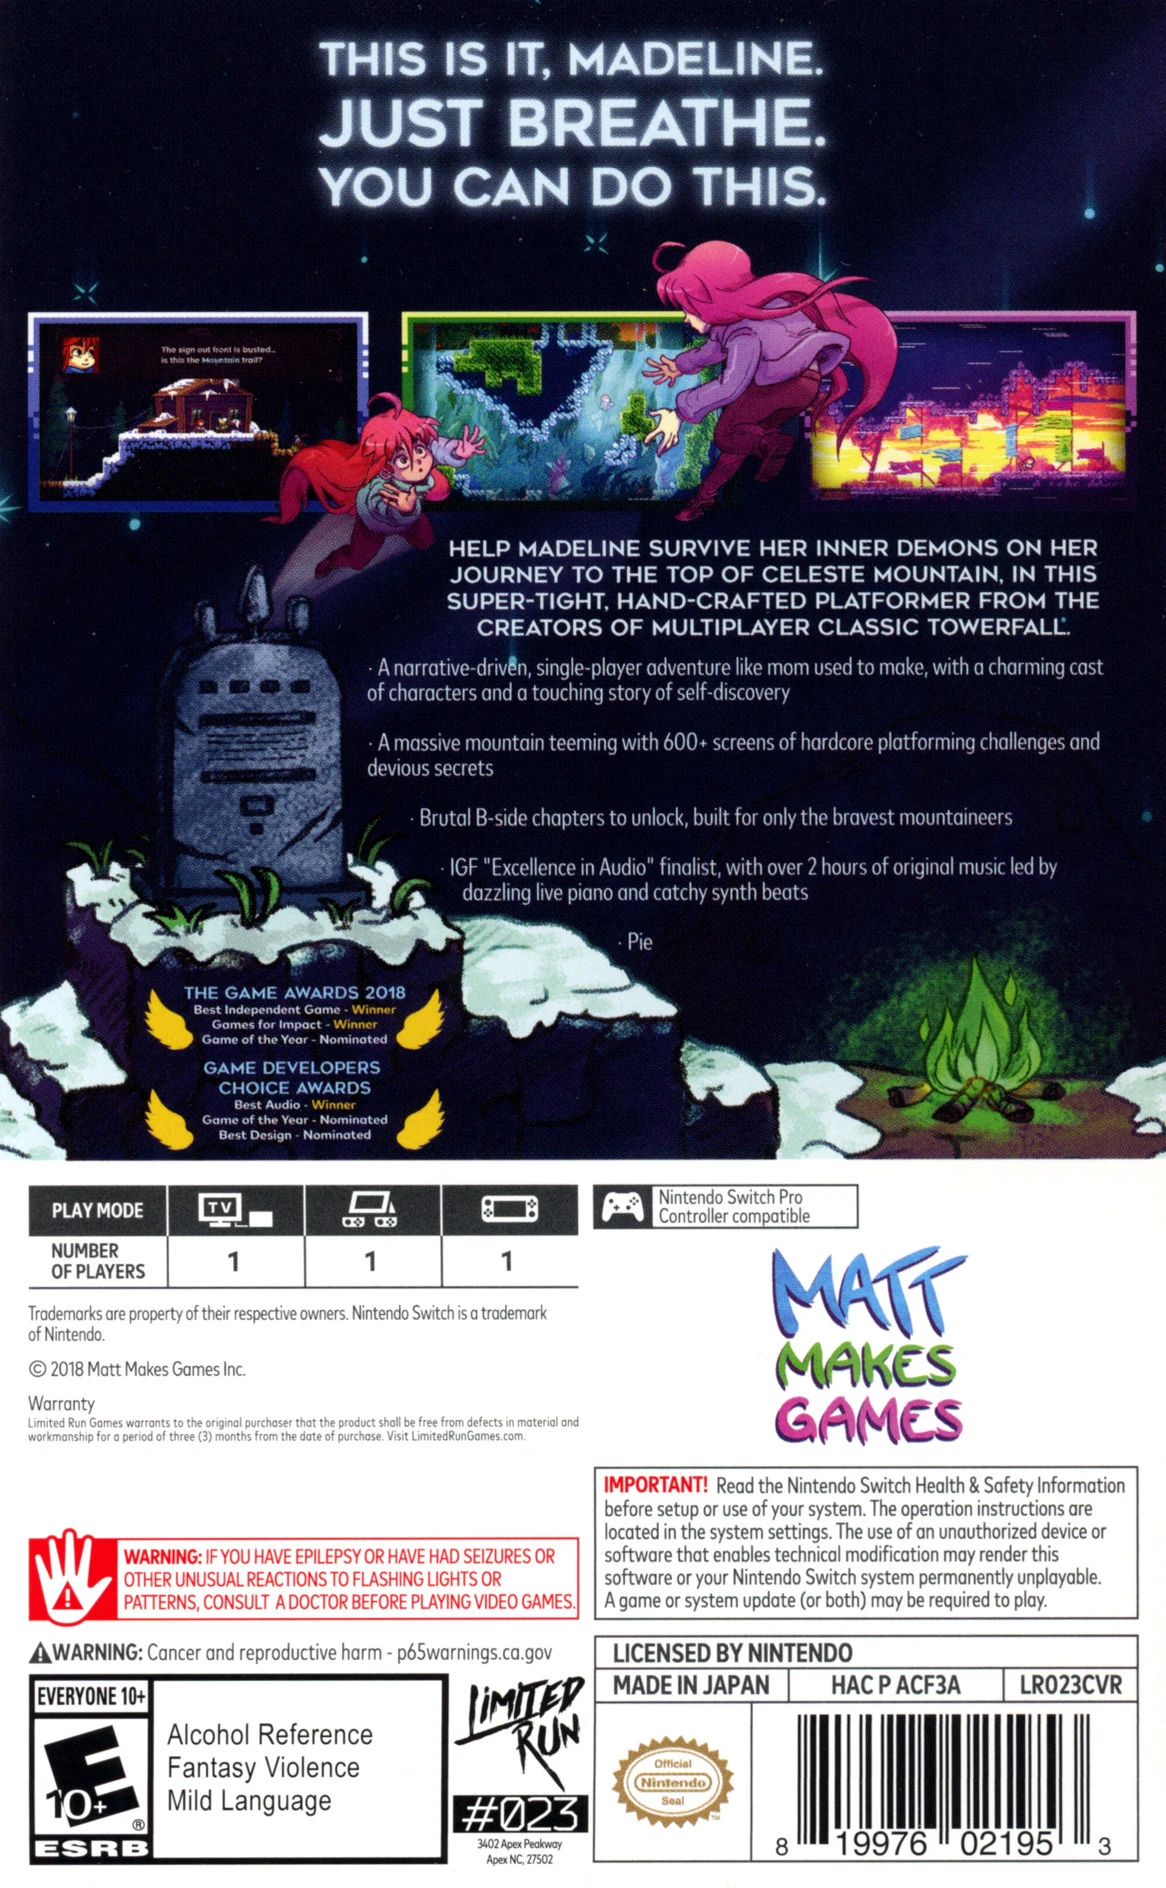 THIS IS IT, MADELINE.
JUST BREATHE.
YOU CAN DO THIS.
The sign out front is busted...
is this the Mountain trail?
HELP MADELINE SURVIVE HER INNER DEMONS ON HER
JOURNEY TO THE TOP OF CELESTE MOUNTAIN, IN THIS
SUPER-TIGHT, HAND-CRAFTED PLATFORMER FROM THE
CREATORS OF MULTIPLAYER CLASSIC TOWERFALL.
· A narrative-driven, single-player adventure like mom used to make, with a charming cast
of characters and a touching story of self-discovery
· A massive mountain teeming with 600+ screens of hardcore platforming challenges and
devious secrets
· Brutal B-side chapters to unlock, built for only the bravest mountaineers
· IGF "Excellence in Audio" finalist, with over 2 hours of original music led by
dazzling live piano and catchy synth beats
· Pie
THE GAME AWARDS 2018
Best Independent Game - Winner
Games for Impact - Winner
Game of the Year - Nominated
GAME DEVELOPERS
CHOICE AWARDS
Best Audio - Winner
Game of the Year - Nominated
Best Design - Nominated
PLAY MODE
TV
NUMBER
OF PLAYERS
1 1 1
Nintendo Switch Pro
Controller compatible
Trademarks are property of their respective owners. Nintendo Switch is a trademark
of Nintendo.
© 2018 Matt Makes Games Inc.
Warranty
Limited Run Games warrants to the original purchaser that the product shall be free from defects in material and
workmanship for a period of three (3) months from the date of purchase. Visit LimitedRunGames.com.
MATT
MAKES
GAMES
WARNING: IF YOU HAVE EPILEPSY OR HAVE HAD SEIZURES OR
OTHER UNUSUAL REACTIONS TO FLASHING LIGHTS OR
PATTERNS, CONSULT A DOCTOR BEFORE PLAYING VIDEO GAMES.
IMPORTANT! Read the Nintendo Switch Health & Safety Information
before setup or use of your system. The operation instructions are
located in the system settings. The use of an unauthorized device or
software that enables technical modification may render this
software or your Nintendo Switch system permanently unplayable.
A game or system update (or both) may be required to play.
⚠WARNING: Cancer and reproductive harm - p65warnings.ca.gov
EVERYONE 10+
E
10+
®
ESRB
Alcohol Reference
Fantasy Violence
Mild Language
LIMITED
RUN
#023
3402 Apex Peakway
Apex NC, 27502
LICENSED BY NINTENDO
MADE IN JAPAN
HAC P ACF3A
LR023CVR
Official
Nintendo
Seal
TM
8 19976 02195 3